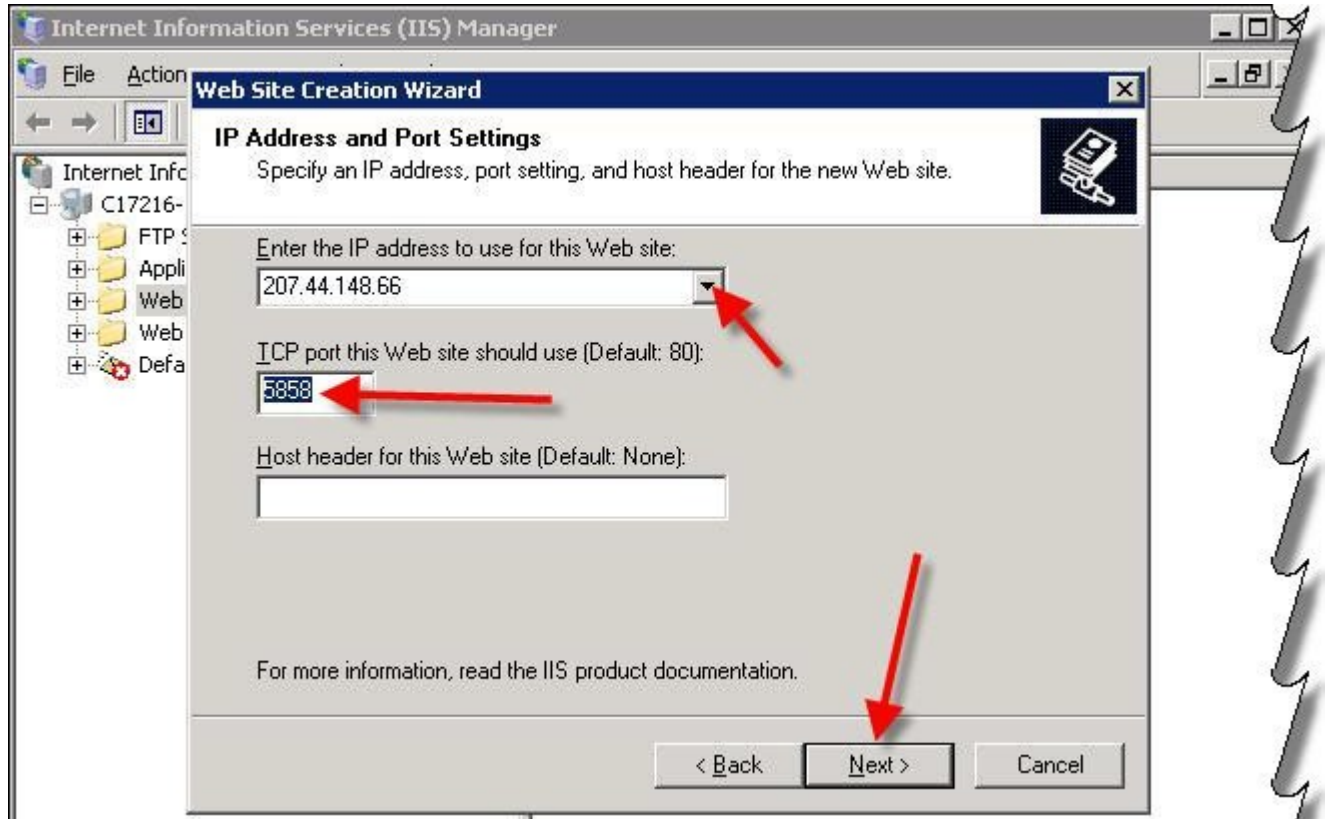 Internet Information Services (IIS) Manager
File Action
Web Site Creation Wizard
IP Address and Port Settings
Specify an IP address, port setting, and host header for the new Web site.
Internet Info
C17216-
FTP S
Appli
Web
Web
Defa
Enter the IP address to use for this Web site:
207.44.148.66
TCP port this Web site should use (Default: 80):
5858
Host header for this Web site (Default: None):
For more information, read the IIS product documentation.
< Back Next > Cancel